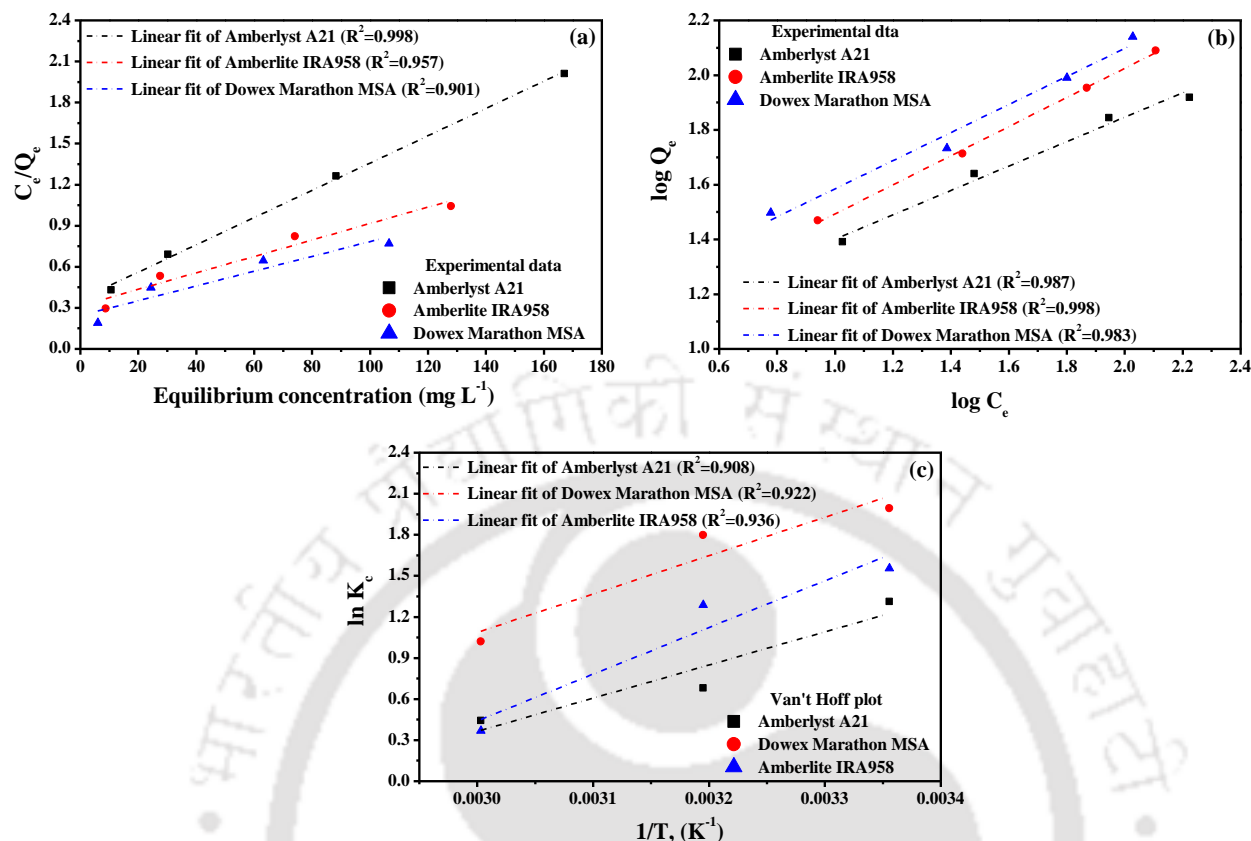 2.4
2.1
1.8
1.5
1.2
0.9
0.6
0.3
0.0
C_e/Q_e
Linear fit of Amberlyst A21 (R²=0.998)
Linear fit of Amberlite IRA958 (R²=0.957)
Linear fit of Dowex Marathon MSA (R²=0.901)
(a)
Experimental data
Amberlyst A21
Amberlite IRA958
Dowex Marathon MSA
0 20 40 60 80 100 120 140 160 180
Equilibrium concentration (mg L⁻¹)
2.2
2.0
1.8
1.6
1.4
1.2
1.0
log Q_e
Experimental dta
Amberlyst A21
Amberlite IRA958
Dowex Marathon MSA
(b)
Linear fit of Amberlyst A21 (R²=0.987)
Linear fit of Amberlite IRA958 (R²=0.998)
Linear fit of Dowex Marathon MSA (R²=0.983)
0.6 0.8 1.0 1.2 1.4 1.6 1.8 2.0 2.2 2.4
log C_e
2.4
2.1
1.8
1.5
1.2
0.9
0.6
0.3
0.0
ln K_c
Linear fit of Amberlyst A21 (R²=0.908)
Linear fit of Dowex Marathon MSA (R²=0.922)
Linear fit of Amberlite IRA958 (R²=0.936)
(c)
Van't Hoff plot
Amberlyst A21
Dowex Marathon MSA
Amberlite IRA958
0.0030 0.0031 0.0032 0.0033 0.0034
1/T, (K⁻¹)
भारतीय प्रौद्योगिकी संस्थान गुवाहाटी